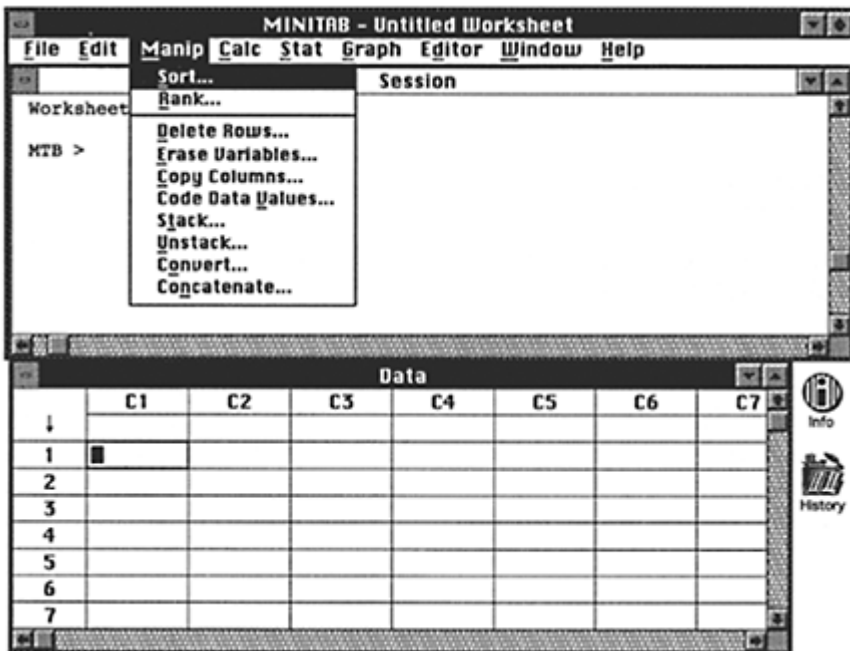 MINITAB - Untitled Worksheet
File Edit Manip Calc Stat Graph Editor Window Help
Session
Sort...
Rank...
Delete Rows...
Erase Variables...
Copy Columns...
Code Data Values...
Stack...
Unstack...
Convert...
Concatenate...
Worksheet
MTB >
Data
C1 C2 C3 C4 C5 C6 C7
↓
1
2
3
4
5
6
7
Info
History